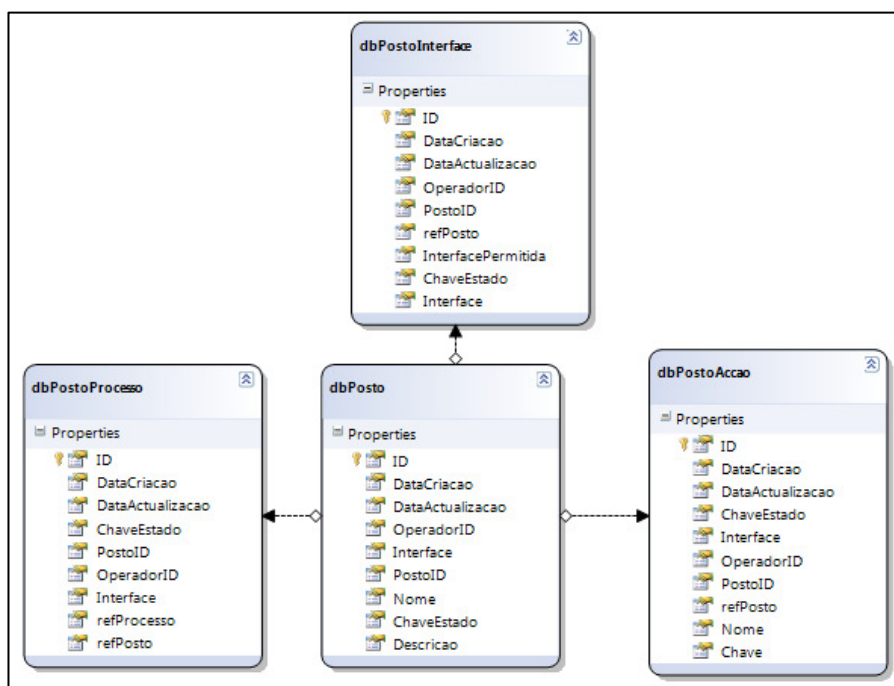 dbPostoInterface
Properties
ID
DataCriacao
DataActualizacao
OperadorID
PostoID
refPosto
InterfacePermitida
ChaveEstado
Interface
dbPostoProcesso
Properties
ID
DataCriacao
DataActualizacao
ChaveEstado
PostoID
OperadorID
Interface
refProcesso
refPosto
dbPosto
Properties
ID
DataCriacao
DataActualizacao
OperadorID
Interface
PostoID
Nome
ChaveEstado
Descricao
dbPostoAccao
Properties
ID
DataCriacao
DataActualizacao
ChaveEstado
Interface
OperadorID
PostoID
refPosto
Nome
Chave